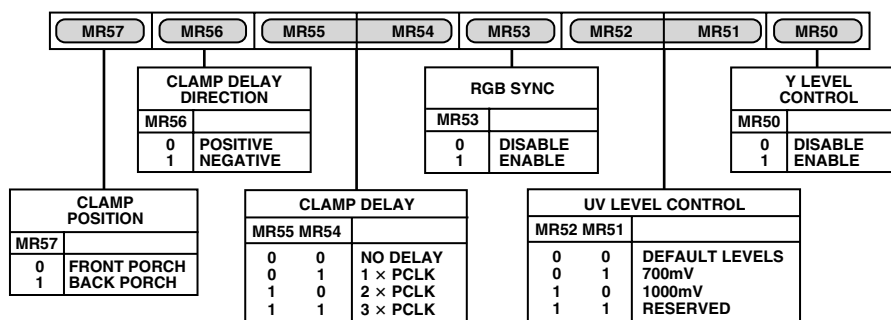 MR57 MR56 MR55 MR54 MR53 MR52 MR51 MR50
CLAMP DELAY
DIRECTION
MR56
0 POSITIVE
1 NEGATIVE
RGB SYNC
MR53
0 DISABLE
1 ENABLE
Y LEVEL
CONTROL
MR50
0 DISABLE
1 ENABLE
CLAMP
POSITION
MR57
0 FRONT PORCH
1 BACK PORCH
CLAMP DELAY
MR55 MR54
0 0 NO DELAY
0 1 1 × PCLK
1 0 2 × PCLK
1 1 3 × PCLK
UV LEVEL CONTROL
MR52 MR51
0 0 DEFAULT LEVELS
0 1 700mV
1 0 1000mV
1 1 RESERVED